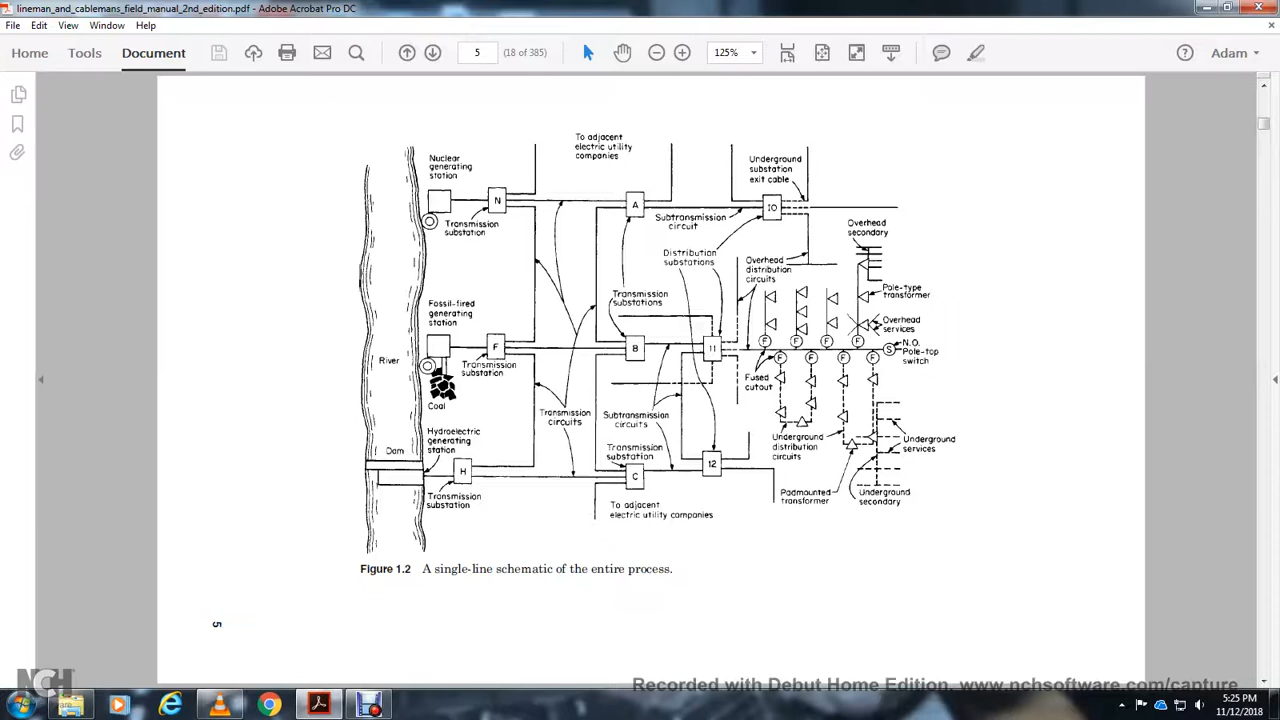 lineman_and_cablemans_field_manual_2nd_edition.pdf - Adobe Acrobat Pro DC
File Edit View Window Help
Home Tools Document 5 (18 of 385) 125% Adam
To adjacent
electric utility
companies
Nuclear
generating
station
Underground
substation
exit cable
N
A
10
Transmission
substation
Subtransmission
circuit
Overhead
secondary
Distribution
substations
Overhead
distribution
circuits
Transmission
substations
Pole-type
transformer
Fossil-fired
generating
station
Overhead
services
F
B
11
F F F F
S
N.O.
Pole-top
switch
River
Transmission
substation
F F F F
Fused
cutout
Coal
Transmission
circuits
Subtransmission
circuits
Hydroelectric
generating
station
Dam
Underground
distribution
circuits
Underground
services
Transmission
substation
H
C
12
Transmission
substation
Padmounted
transformer
Underground
secondary
To adjacent
electric utility companies
Figure 1.2 A single-line schematic of the entire process.
5
NCH
Recorded with Debut Home Edition. www.nchsoftware.com/capture
5:25 PM
11/12/2018